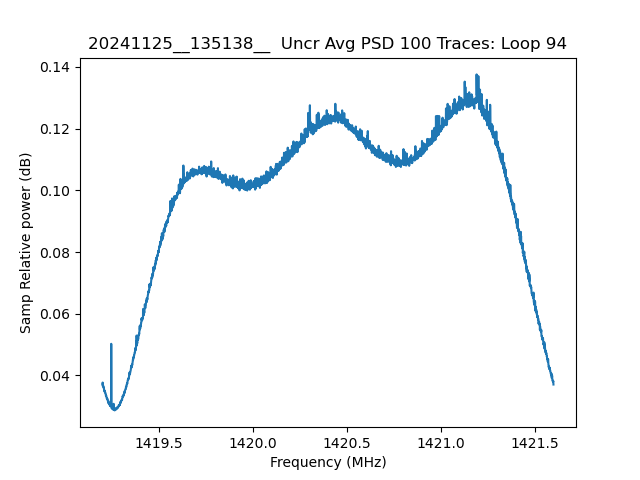 20241125__135138__  Uncr Avg PSD 100 Traces: Loop 94
0.14
0.12
0.10
0.08
0.06
0.04
Samp Relative power (dB)
1419.5 1420.0 1420.5 1421.0 1421.5
Frequency (MHz)